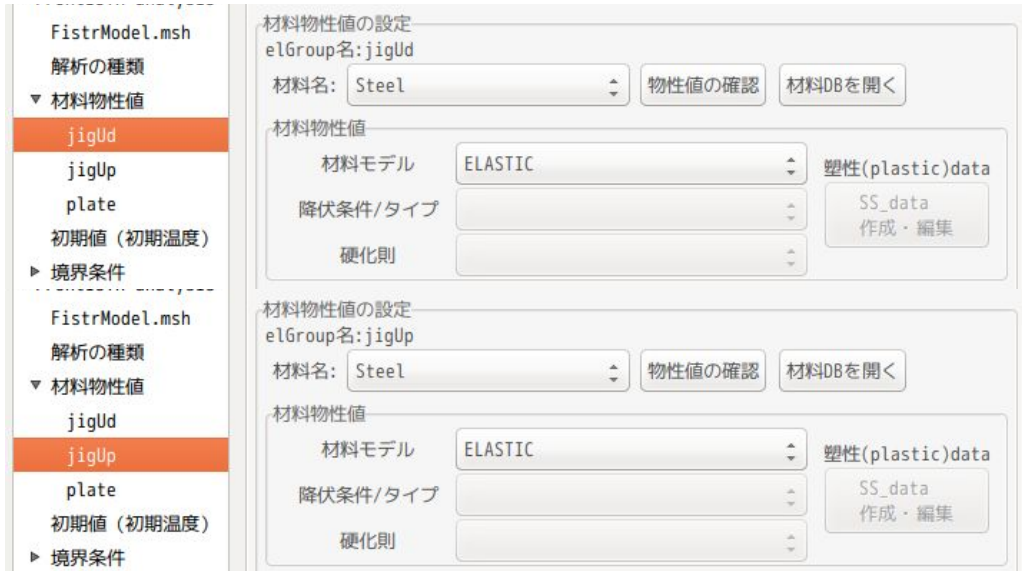 FistrModel.msh
解析の種類
材料物性値
jigUd
jigUp
plate
初期値（初期温度）
境界条件
材料物性値の設定
elGroup名:jigUd
材料名: Steel 物性値の確認 材料DBを開く
材料物性値
材料モデル ELASTIC 塑性(plastic)data
降伏条件/タイプ SS_data
作成・編集
硬化則
FistrModel.msh
解析の種類
材料物性値
jigUd
jigUp
plate
初期値（初期温度）
境界条件
材料物性値の設定
elGroup名:jigUp
材料名: Steel 物性値の確認 材料DBを開く
材料物性値
材料モデル ELASTIC 塑性(plastic)data
降伏条件/タイプ SS_data
作成・編集
硬化則